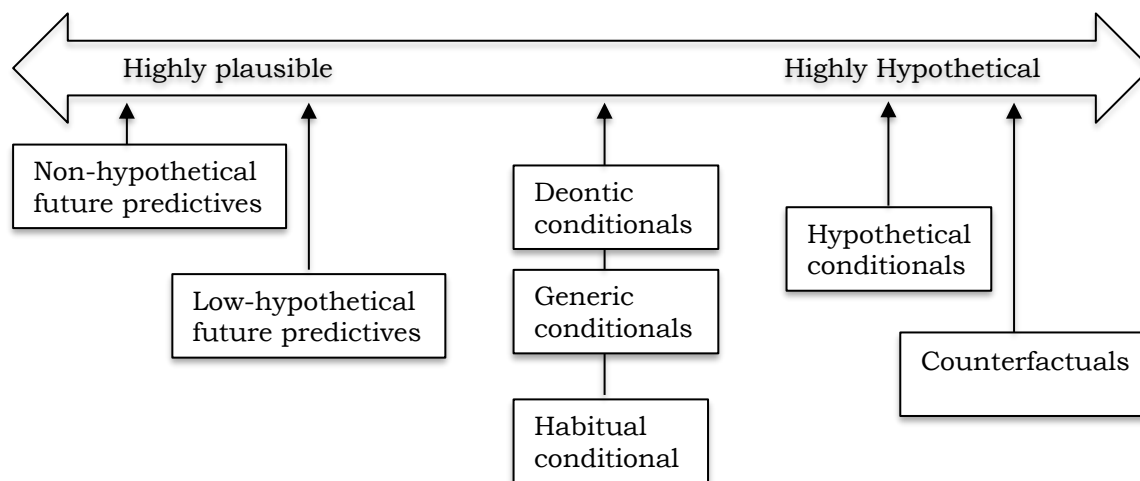 Highly plausible
Highly Hypothetical
Non-hypothetical
future predictives
Low-hypothetical
future predictives
Deontic
conditionals
Generic
conditionals
Habitual
conditional
Hypothetical
conditionals
Counterfactuals